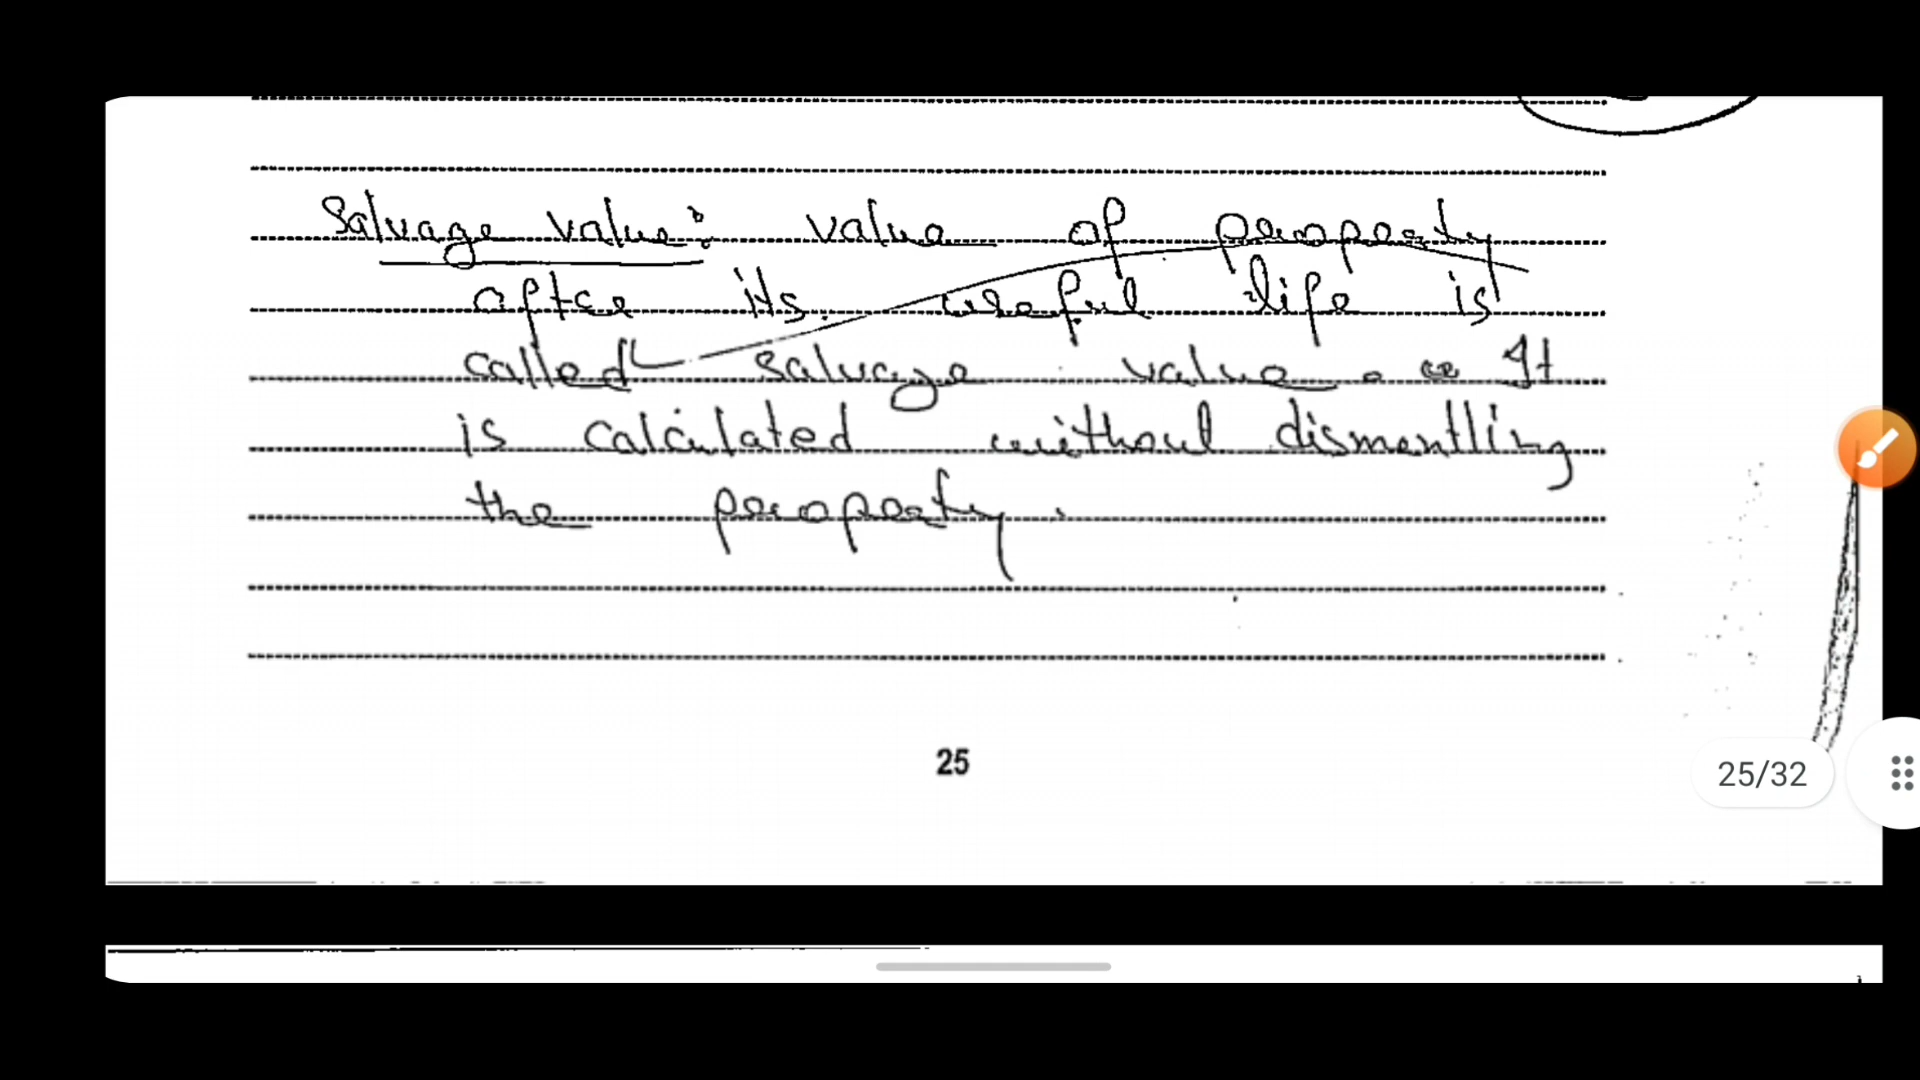 Salvage value: value of property
after its useful life is
called salvage value. It
is calculated without dismentlling
the property.
25
25/32